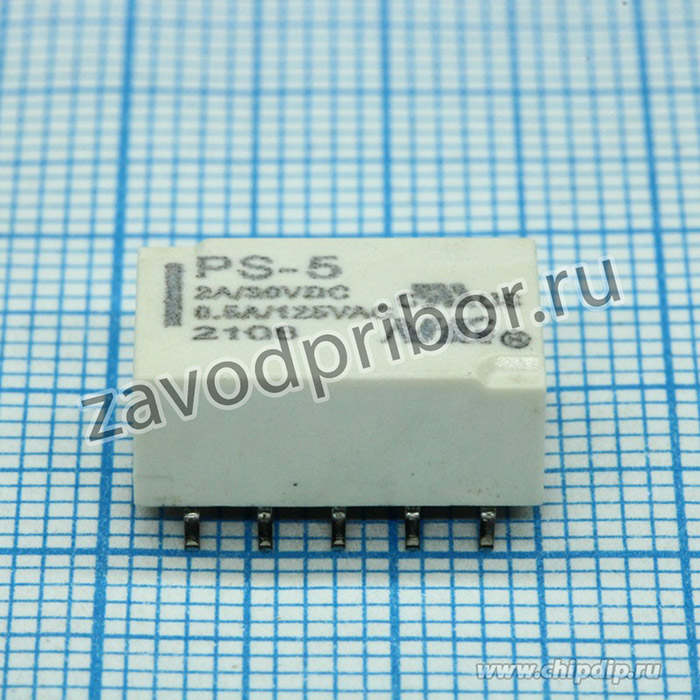 PS-5
2A/30VDC
0.5A/125VAC
2108
®
zavodpribor.ru
www.chipdip.ru